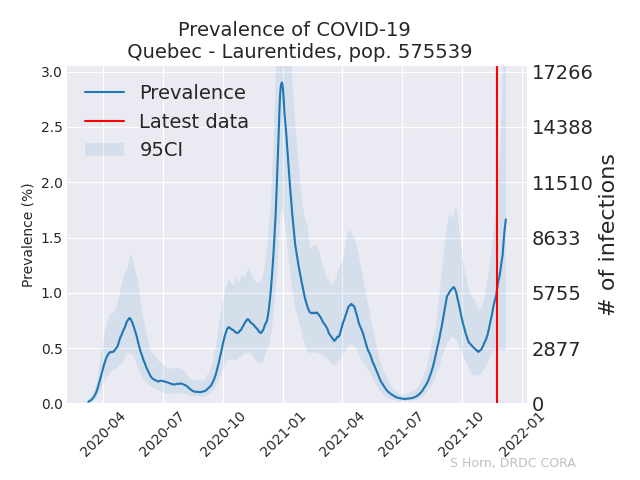 Prevalence of COVID-19
Quebec - Laurentides, pop. 575539
Prevalence
Latest data
95CI
Prevalence (%)
3.0
2.5
2.0
1.5
1.0
0.5
0.0
17266
14388
11510
8633
5755
2877
0
# of infections
2020-04
2020-07
2020-10
2021-01
2021-04
2021-07
2021-10
2022-01
S Horn, DRDC CORA